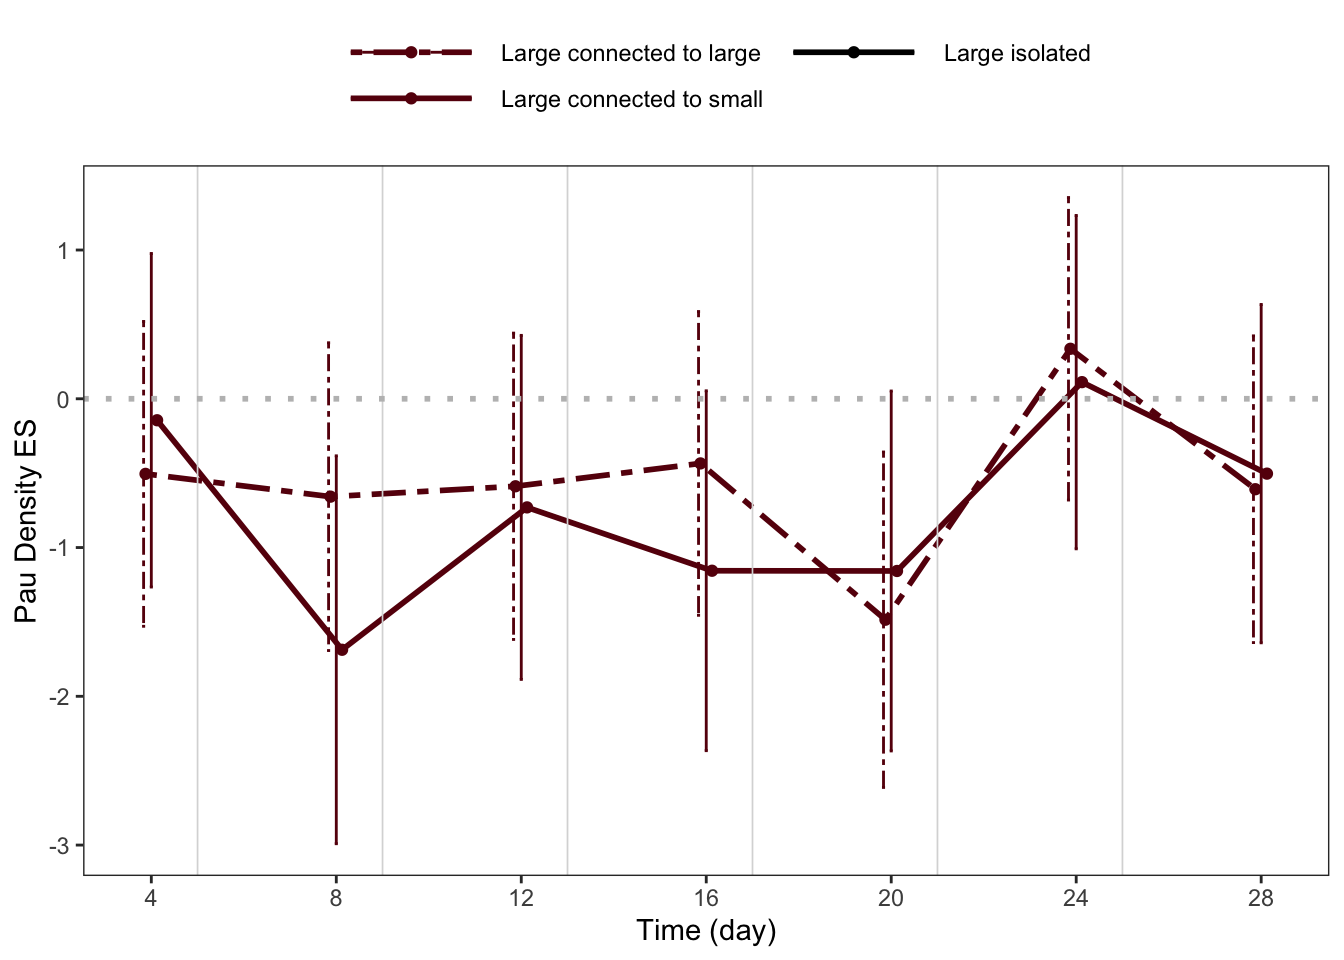 Large connected to large
Large isolated
Large connected to small
Pau Density ES
1
0
-1
-2
-3
4 8 12 16 20 24 28
Time (day)